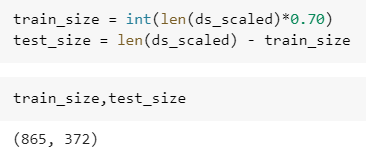 train_size = int(len(ds_scaled)*0.70)
test_size = len(ds_scaled) - train_size
train_size,test_size
(865, 372)